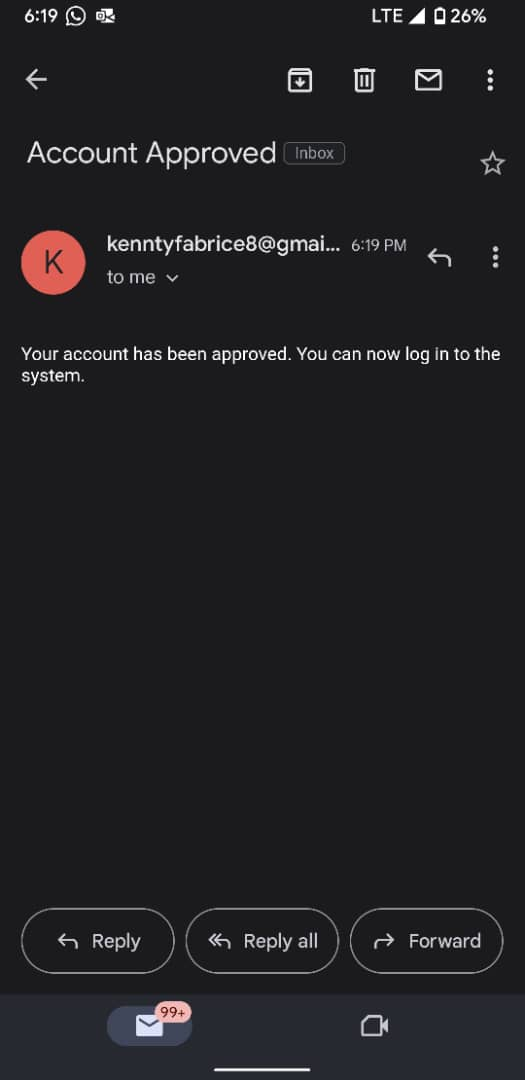 6:19 LTE 26%
Account Approved Inbox
K
kenntyfabrice8@gmai... 6:19 PM
to me
Your account has been approved. You can now log in to the
system.
Reply Reply all Forward
99+